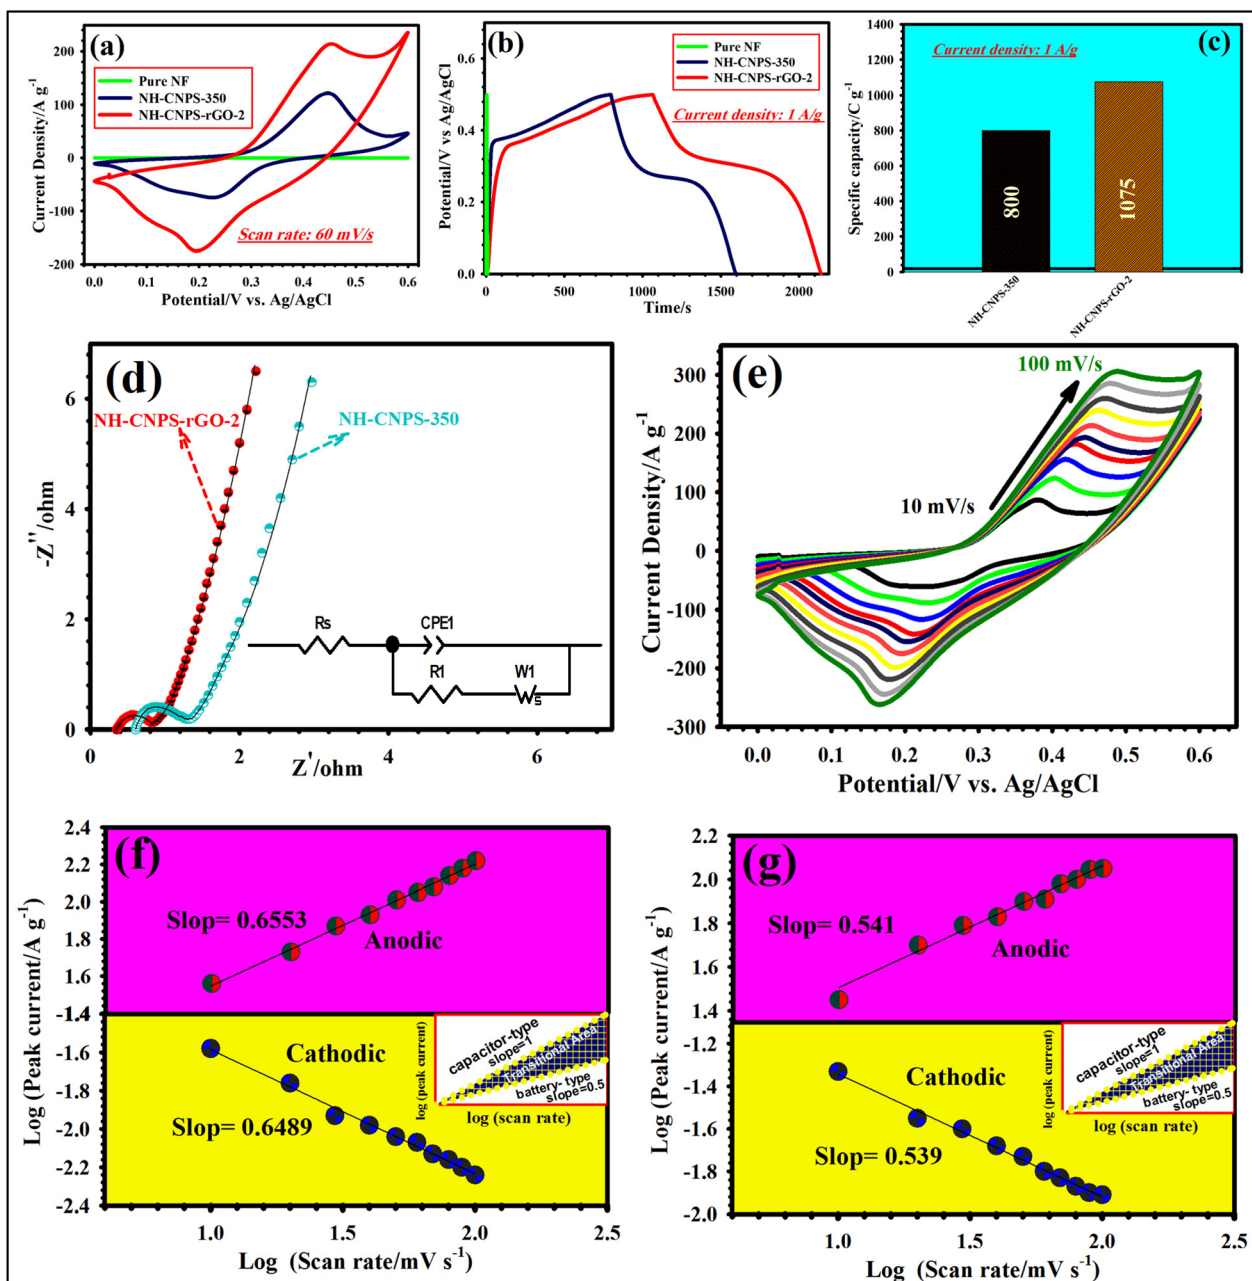 (a)
Pure NF
NH-CNPS-350
NH-CNPS-rGO-2
Scan rate: 60 mV/s
Current Density/A g-1
200
100
0
-100
-200
0.0 0.1 0.2 0.3 0.4 0.5 0.6
Potential/V vs. Ag/AgCl
(b)
Pure NF
NH-CNPS-350
NH-CNPS-rGO-2
Current density: 1 A/g
Potential/V vs Ag/AgCl
0.6
0.4
0.2
0.0
0 500 1000 1500 2000
Time/s
(c)
Current density: 1 A/g
Specific capacity/C g-1
1400
1200
1000
800
600
400
200
0
800
1075
NH-CNPS-350
NH-CNPS-rGO-2
(d)
NH-CNPS-rGO-2
NH-CNPS-350
-Z''/ohm
6
4
2
0
Rs
CPE1
R1
W1
s
0 2 4 6
Z'/ohm
(e)
100 mV/s
10 mV/s
Current Density/A g-1
300
200
100
0
-100
-200
-300
0.0 0.1 0.2 0.3 0.4 0.5 0.6
Potential/V vs. Ag/AgCl
(f)
Slop= 0.6553
Anodic
Cathodic
Slop= 0.6489
Log (Peak current/A g-1)
2.4
2.2
2.0
1.8
1.6
-1.4
-1.6
-1.8
-2.0
-2.2
-2.4
log (peak current)
capacitor-type
slope=1
transitional Area
battery- type
slope=0.5
log (scan rate)
1.0 1.5 2.0 2.5
Log (Scan rate/mV s-1)
(g)
Slop= 0.541
Anodic
Cathodic
Slop= 0.539
Log (Peak current/A g-1)
2.2
2.0
1.8
1.6
1.4
-1.2
-1.4
-1.6
-1.8
-2.0
log (peak current)
capacitor-type
slope=1
transitional Area
battery- type
slope=0.5
log (scan rate)
1.0 1.5 2.0 2.5
Log (Scan rate/mV s-1)